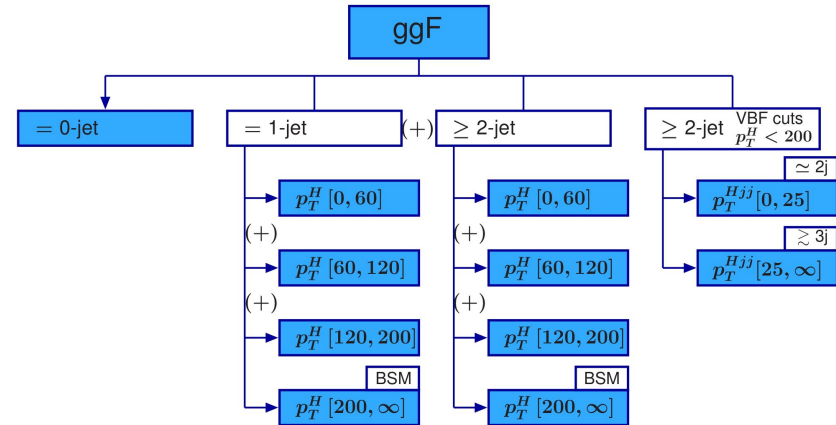 ggF
= 0-jet
= 1-jet
(+)
≥ 2-jet
≥ 2-jet VBF cuts
p_T^H < 200
p_T^H [0, 60]
(+)
p_T^H [60, 120]
(+)
p_T^H [120, 200]
BSM
p_T^H [200, ∞]
p_T^H [0, 60]
(+)
p_T^H [60, 120]
(+)
p_T^H [120, 200]
BSM
p_T^H [200, ∞]
≃ 2j
p_T^{Hjj} [0, 25]
≳ 3j
p_T^{Hjj} [25, ∞]